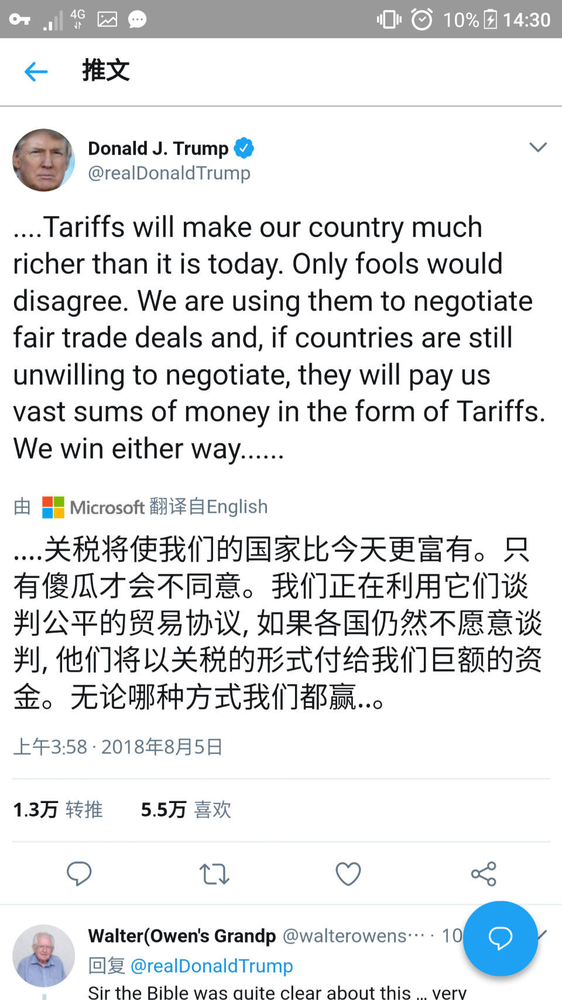 4G
10%
14:30
推文
Donald J. Trump
@realDonaldTrump
....Tariffs will make our country much
richer than it is today. Only fools would
disagree. We are using them to negotiate
fair trade deals and, if countries are still
unwilling to negotiate, they will pay us
vast sums of money in the form of Tariffs.
We win either way......
由 Microsoft 翻译自English
....关税将使我们的国家比今天更富有。只
有傻瓜才会不同意。我们正在利用它们谈
判公平的贸易协议, 如果各国仍然不愿意谈
判, 他们将以关税的形式付给我们巨额的资
金。无论哪种方式我们都赢..。
上午3:58 · 2018年8月5日
1.3万 转推 5.5万 喜欢
Walter(Owen's Grandp @walterowens··· · 10
回复 @realDonaldTrump
Sir the Bible was quite clear about this ... very